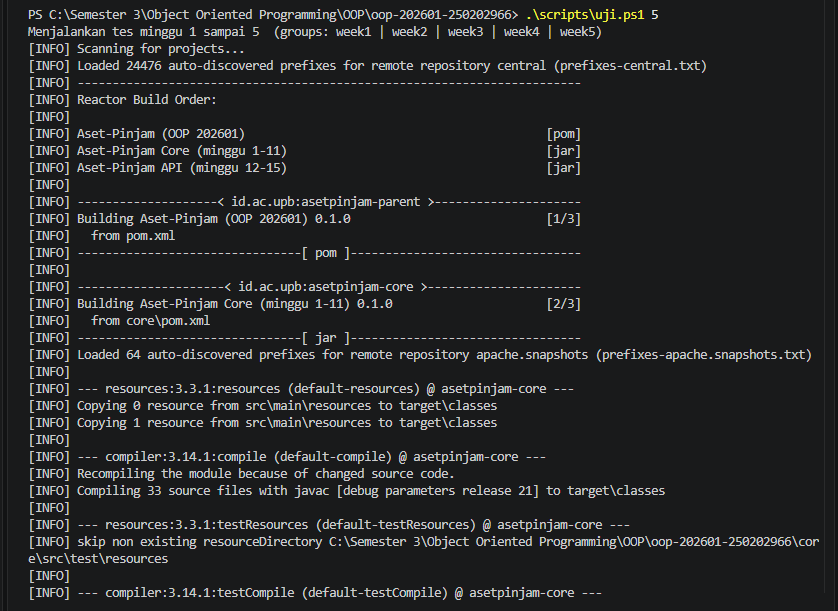 PS C:\Semester 3\Object Oriented Programming\OOP\oop-202601-250202966> .\scripts\uji.ps1 5
Menjalankan tes minggu 1 sampai 5  (groups: week1 | week2 | week3 | week4 | week5)
[INFO] Scanning for projects...
[INFO] Loaded 24476 auto-discovered prefixes for remote repository central (prefixes-central.txt)
[INFO] ------------------------------------------------------------------------
[INFO] Reactor Build Order:
[INFO]
[INFO] Aset-Pinjam (OOP 202601)                                           [pom]
[INFO] Aset-Pinjam Core (minggu 1-11)                                     [jar]
[INFO] Aset-Pinjam API (minggu 12-15)                                     [jar]
[INFO]
[INFO] --------------------< id.ac.upb:asetpinjam-parent >---------------------
[INFO] Building Aset-Pinjam (OOP 202601) 0.1.0                            [1/3]
[INFO]   from pom.xml
[INFO] --------------------------------[ pom ]---------------------------------
[INFO]
[INFO] ---------------------< id.ac.upb:asetpinjam-core >----------------------
[INFO] Building Aset-Pinjam Core (minggu 1-11) 0.1.0                      [2/3]
[INFO]   from core\pom.xml
[INFO] --------------------------------[ jar ]---------------------------------
[INFO] Loaded 64 auto-discovered prefixes for remote repository apache.snapshots (prefixes-apache.snapshots.txt)
[INFO]
[INFO] --- resources:3.3.1:resources (default-resources) @ asetpinjam-core ---
[INFO] Copying 0 resource from src\main\resources to target\classes
[INFO] Copying 1 resource from src\main\resources to target\classes
[INFO]
[INFO] --- compiler:3.14.1:compile (default-compile) @ asetpinjam-core ---
[INFO] Recompiling the module because of changed source code.
[INFO] Compiling 33 source files with javac [debug parameters release 21] to target\classes
[INFO]
[INFO] --- resources:3.3.1:testResources (default-testResources) @ asetpinjam-core ---
[INFO] skip non existing resourceDirectory C:\Semester 3\Object Oriented Programming\OOP\oop-202601-250202966\cor
e\src\test\resources
[INFO]
[INFO] --- compiler:3.14.1:testCompile (default-testCompile) @ asetpinjam-core ---